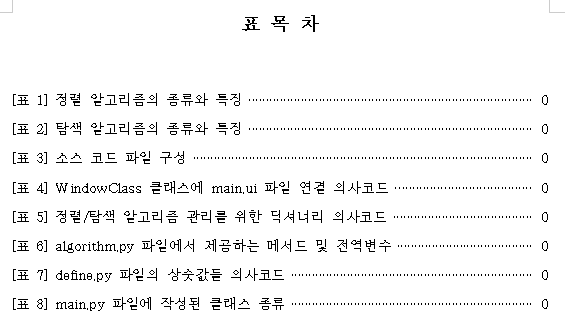 표 목 차
[표 1] 정렬 알고리즘의 종류와 특징 ························ 0
[표 2] 탐색 알고리즘의 종류와 특징 ························ 0
[표 3] 소스 코드 파일 구성 ························ 0
[표 4] WindowClass 클래스에 main.ui 파일 연결 의사코드 ························ 0
[표 5] 정렬/탐색 알고리즘 관리를 위한 딕셔너리 의사코드 ························ 0
[표 6] algorithm.py 파일에서 제공하는 메서드 및 전역변수 ························ 0
[표 7] define.py 파일의 상숫값들 의사코드 ························ 0
[표 8] main.py 파일에 작성된 클래스 종류 ························ 0